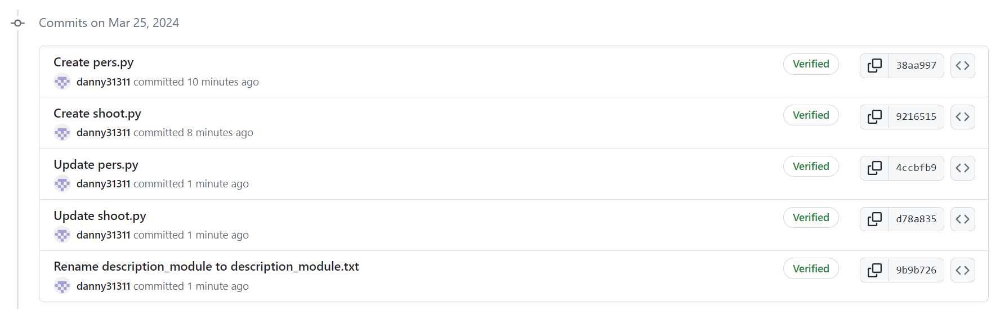 Commits on Mar 25, 2024
Create pers.py
Verified
38aa997
danny31311 committed 10 minutes ago
Create shoot.py
Verified
9216515
danny31311 committed 8 minutes ago
Update pers.py
Verified
4ccbfb9
danny31311 committed 1 minute ago
Update shoot.py
Verified
d78a835
danny31311 committed 1 minute ago
Rename description_module to description_module.txt
Verified
9b9b726
danny31311 committed 1 minute ago